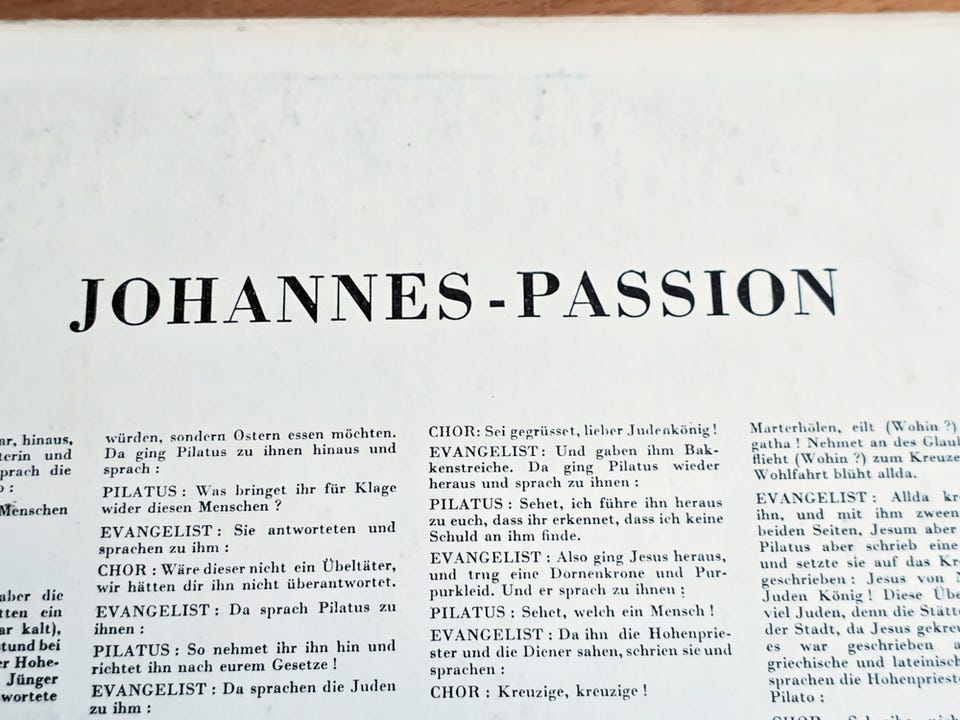 JOHANNES-PASSION
ar, hinaus,
terin und
sprach die
o :
Menschen
aber die
tten ein
ar kalt),
stund bei
er Hohe-
Jünger
wortete
würden, sondern Ostern essen möchten.
Da ging Pilatus zu ihnen hinaus und
sprach :
PILATUS : Was bringet ihr für Klage
wider diesen Menschen ?
EVANGELIST : Sie antworteten und
sprachen zu ihm :
CHOR : Wäre dieser nicht ein Übeltäter,
wir hätten dir ihn nicht überantwortet.
EVANGELIST : Da sprach Pilatus zu
ihnen :
PILATUS : So nehmet ihr ihn hin und
richtet ihn nach eurem Gesetze !
EVANGELIST : Da sprachen die Juden
zu ihm :
CHOR : Sei gegrüsset, lieber Judenkönig !
EVANGELIST : Und gaben ihm Bak-
kenstreiche. Da ging Pilatus wieder
heraus und sprach zu ihnen :
PILATUS : Sehet, ich führe ihn heraus
zu euch, dass ihr erkennet, dass ich keine
Schuld an ihm finde.
EVANGELIST : Also ging Jesus heraus,
und trug eine Dornenkrone und Pur-
purkleid. Und er sprach zu ihnen :
PILATUS : Sehet, welch ein Mensch !
EVANGELIST : Da ihn die Hohenprie-
ster und die Diener sahen, schrien sie und
sprachen :
CHOR : Kreuzige, kreuzige !
Marterhölen, eilt (Wohin ?)
gatha ! Nehmet an des Glau
flieht (Wohin ?) zum Kreuze
Wohlfahrt blüht allda.
EVANGELIST : Allda kr
ihn, und mit ihm zween
beiden Seiten, Jesum aber
Pilatus aber schrieb eine
und setzte sie auf das Kr
geschrieben : Jesus von N
Juden König ! Diese Übe
viel Juden, denn die Stätt
der Stadt, da Jesus gekreu
es war geschrieben a
griechische und lateinisc
sprachen die Hohenprieste
Pilato :